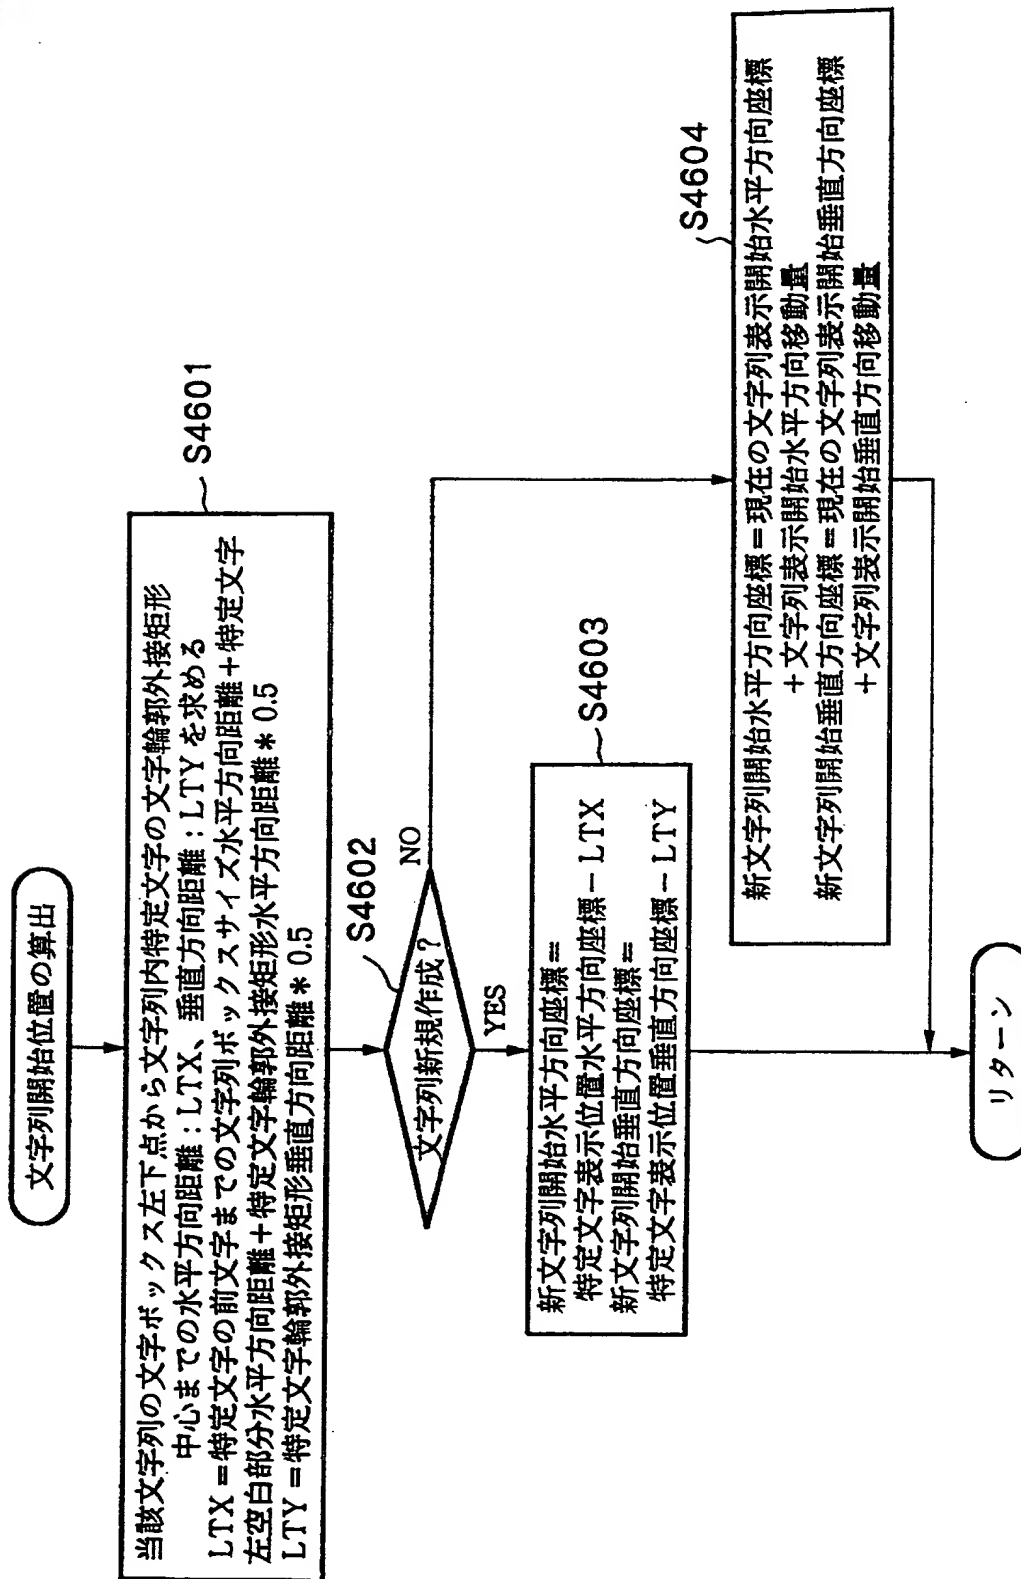 文字列開始位置の算出
S4601
当該文字列の文字ボックス左下点から文字列内特定文字の文字輪郭外接矩形
中心までの水平方向距離：LTX、垂直方向距離：LTYを求める
LTX＝特定文字の前文字までの文字列ボックスサイズ水平方向距離＋特定文字
左空白部分水平方向距離＋特定文字輪郭外接矩形水平方向距離＊0.5
LTY＝特定文字輪郭外接矩形垂直方向距離＊0.5
S4602
文字列新規作成？
NO
YES
S4603
新文字列開始水平方向座標＝
特定文字表示位置水平方向座標－LTX
新文字列開始垂直方向座標＝
特定文字表示位置垂直方向座標－LTY
S4604
新文字列開始水平方向座標＝現在の文字列表示開始水平方向座標
＋文字列表示開始水平方向移動量
新文字列開始垂直方向座標＝現在の文字列表示開始垂直方向座標
＋文字列表示開始垂直方向移動量
リターン